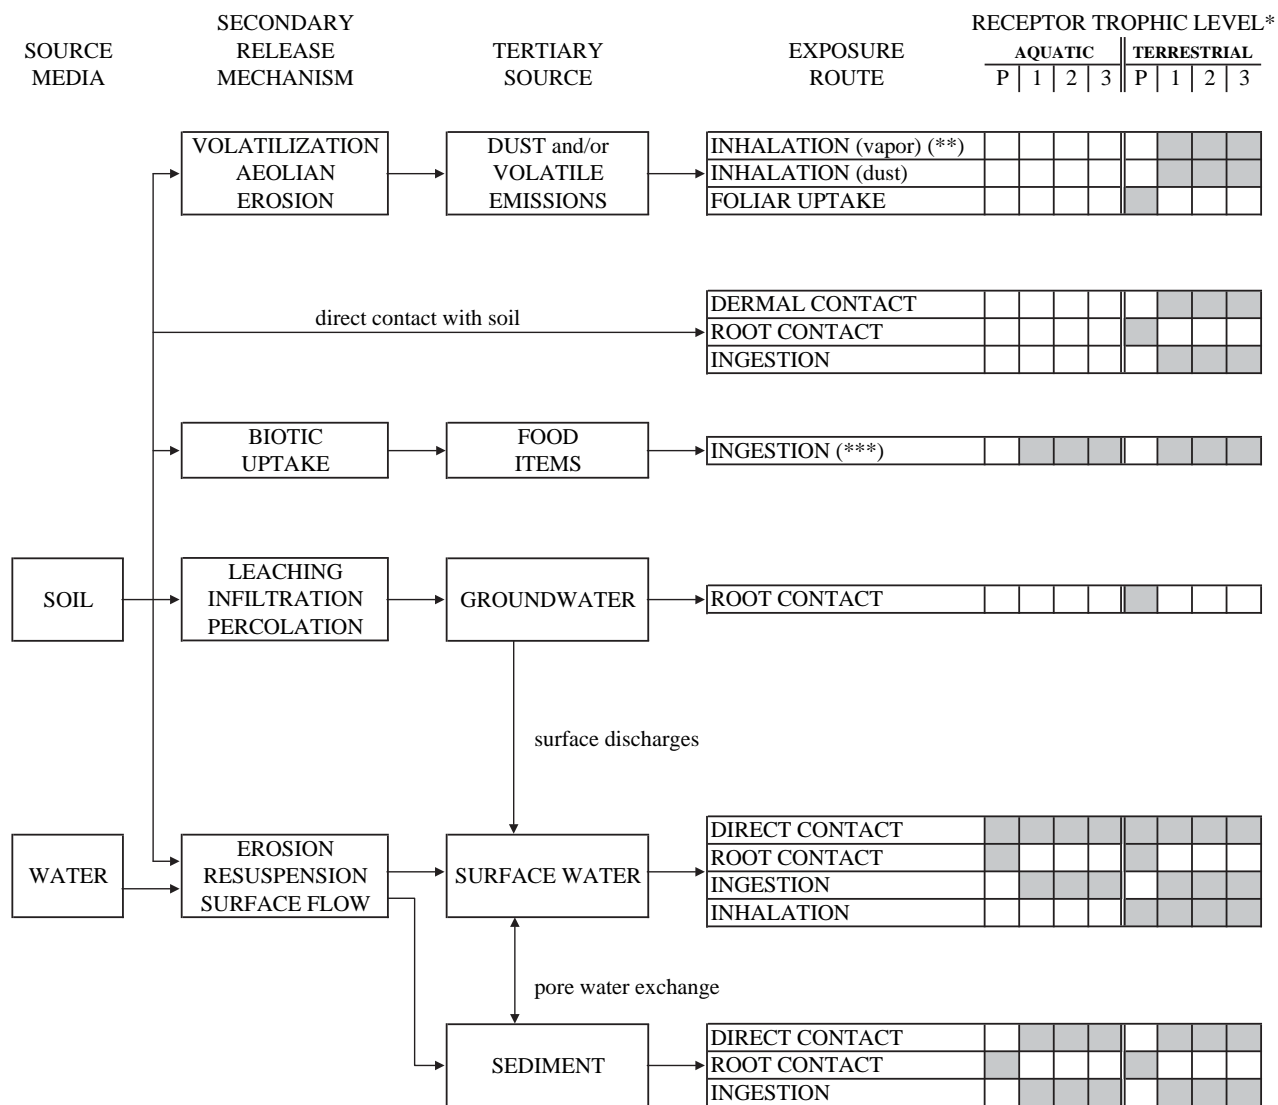 SOURCE
MEDIA
SECONDARY
RELEASE
MECHANISM
TERTIARY
SOURCE
EXPOSURE
ROUTE
RECEPTOR TROPHIC LEVEL*
AQUATIC
TERRESTRIAL
P 1 2 3 P 1 2 3
VOLATILIZATION
AEOLIAN
EROSION
DUST and/or
VOLATILE
EMISSIONS
INHALATION (vapor) (**)
INHALATION (dust)
FOLIAR UPTAKE
direct contact with soil
DERMAL CONTACT
ROOT CONTACT
INGESTION
BIOTIC
UPTAKE
FOOD
ITEMS
INGESTION (***)
SOIL
LEACHING
INFILTRATION
PERCOLATION
GROUNDWATER
ROOT CONTACT
surface discharges
WATER
EROSION
RESUSPENSION
SURFACE FLOW
SURFACE WATER
DIRECT CONTACT
ROOT CONTACT
INGESTION
INHALATION
pore water exchange
SEDIMENT
DIRECT CONTACT
ROOT CONTACT
INGESTION